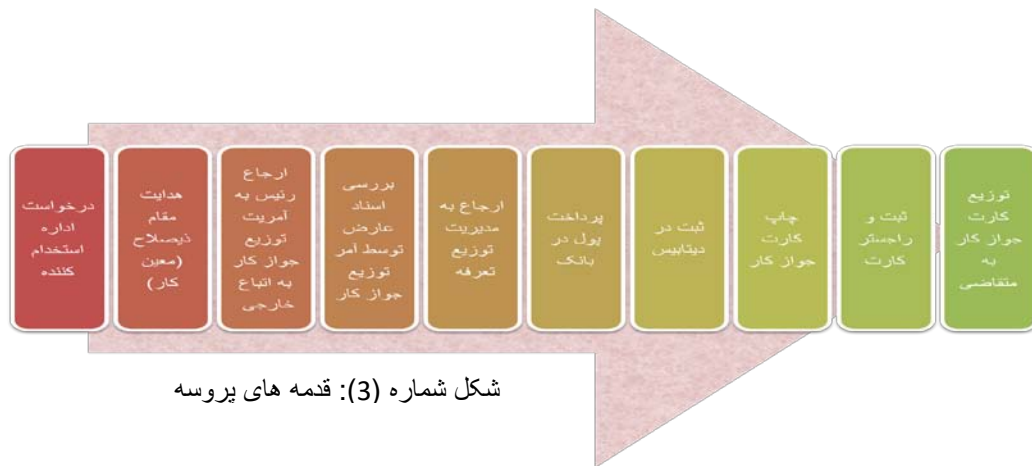 درخواست
اداره
استخدام
کننده
هدایت
مقام
ذیصلاح
(معین
کار)
ارجاع
رئیس به
آمریت
توزیع
جواز کار
به اتباع
خارجی
بررسی
اسناد
عارض
توسط آمر
توزیع
جواز کار
ارجاع به
مدیریت
توزیع
تعرفه
پرداخت
پول در
بانک
ثبت در
دیتابیس
چاپ
کارت
جواز کار
ثبت و
راجستر
کارت
توزیع
کارت
جواز کار
به
متقاضی
شکل شماره (3): قدمه های پروسه